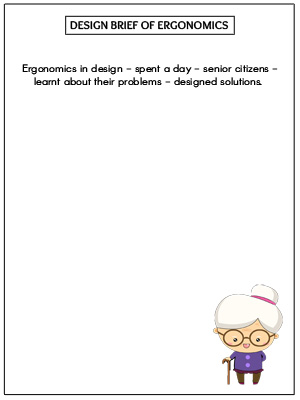 DESIGN BRIEF OF ERGONOMICS
Ergonomics in design – spent a day – senior citizens –
learnt about their problems – designed solutions.